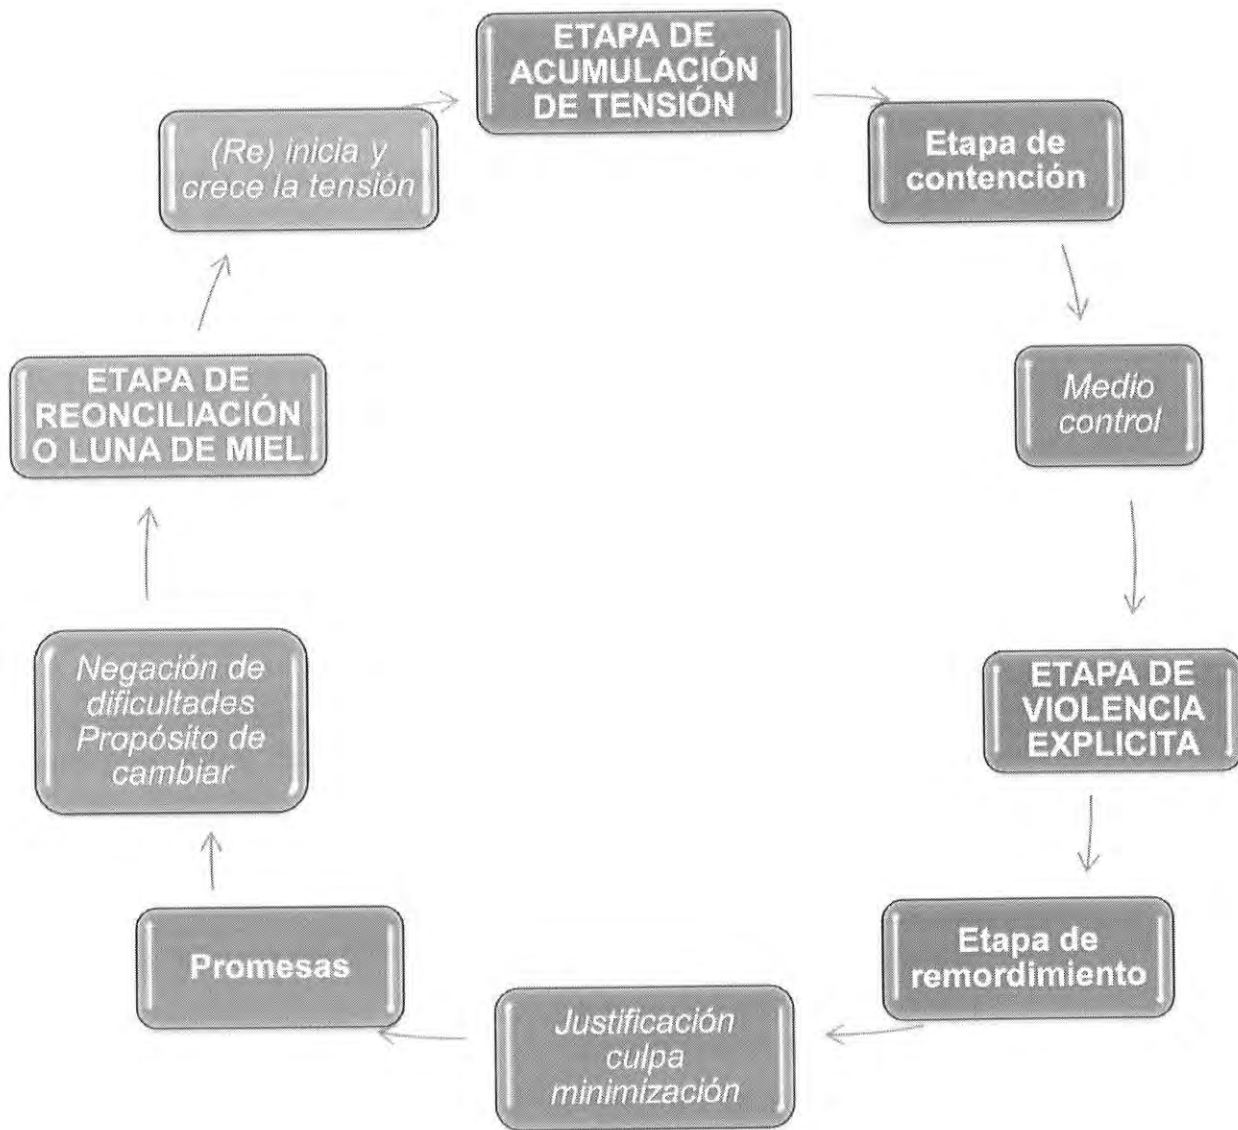 ETAPA DE
ACUMULACIÓN
DE TENSIÓN
Etapa de
contención
Medio
control
ETAPA DE
VIOLENCIA
EXPLICITA
Etapa de
remordimiento
Justificación
culpa
minimización
Promesas
Negación de
dificultades
Propósito de
cambiar
ETAPA DE
REONCILIACIÓN
O LUNA DE MIEL
(Re) inicia y
crece la tensión